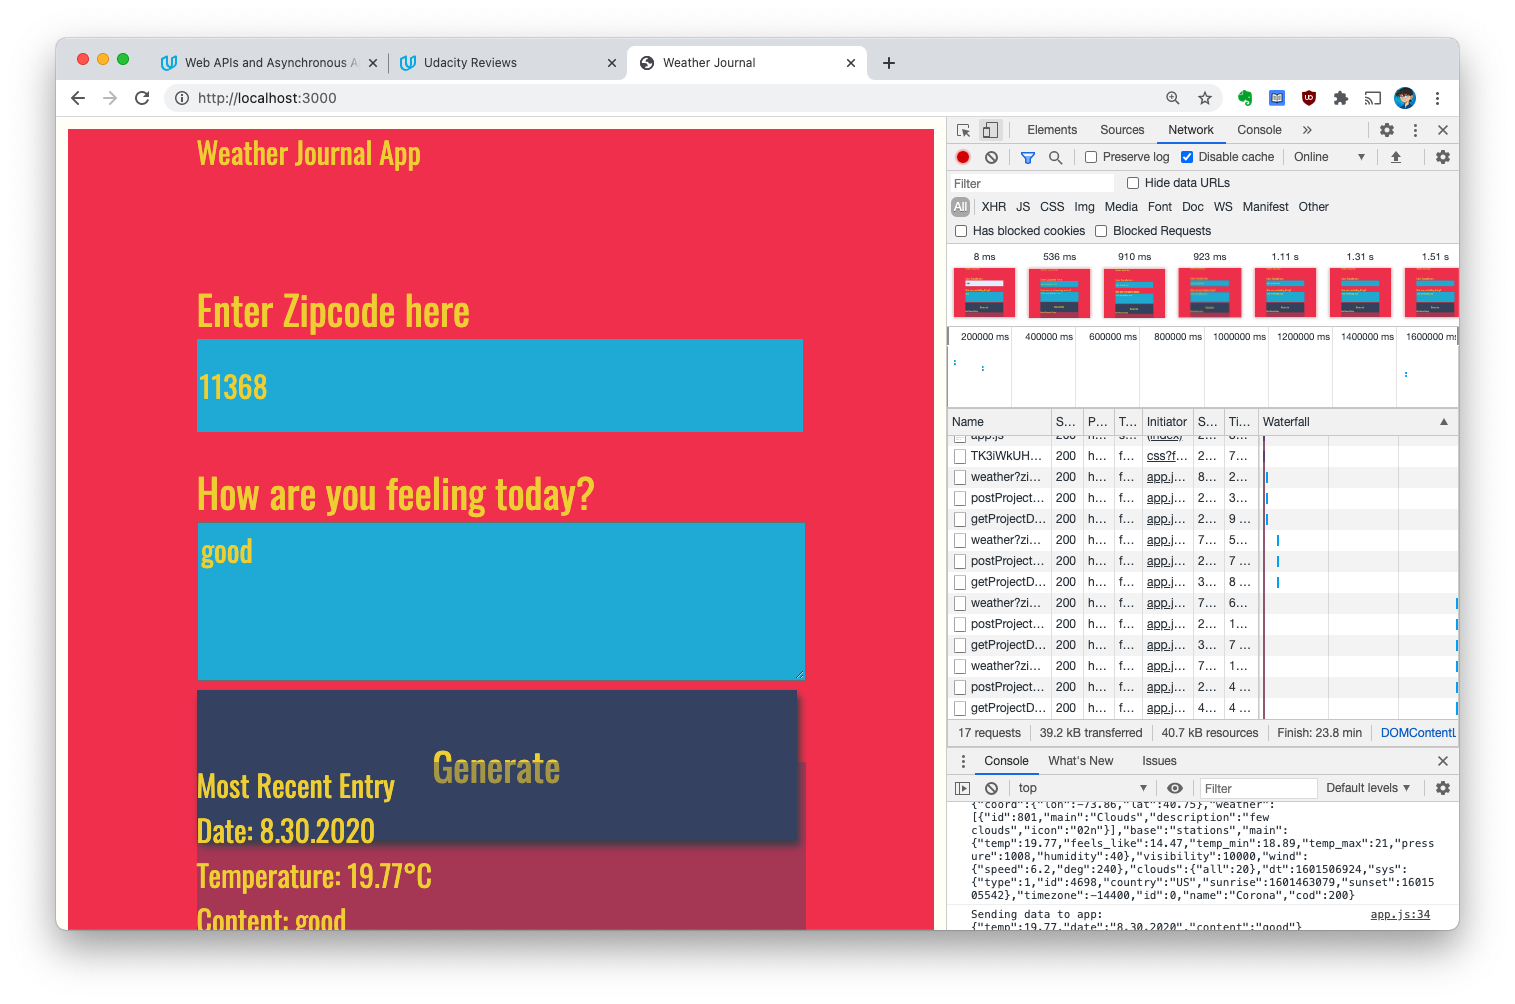 Web APIs and Asynchronous A
Udacity Reviews
Weather Journal
http://localhost:3000
Weather Journal App
Enter Zipcode here
11368
How are you feeling today?
good
Generate
Most Recent Entry
Date: 8.30.2020
Temperature: 19.77°C
Content: good
Elements Sources Network Console »
Preserve log Disable cache Online
Filter Hide data URLs
All XHR JS CSS Img Media Font Doc WS Manifest Other
Has blocked cookies Blocked Requests
8 ms 536 ms 910 ms 923 ms 1.11 s 1.31 s 1.51 s
200000 ms 400000 ms 600000 ms 800000 ms 1000000 ms 1200000 ms 1400000 ms 1600000 ms
Name S... P... T... Initiator S... Ti... Waterfall
app.js 200 h... s... (index) 2...
TK3iWkUH... 200 h... f... css?f... 2... 7...
weather?zi... 200 h... f... app.j... 8... 2...
postProject... 200 h... f... app.j... 2... 3...
getProjectD... 200 h... f... app.j... 2... 9 ...
weather?zi... 200 h... f... app.j... 7... 5...
postProject... 200 h... f... app.j... 2... 7 ...
getProjectD... 200 h... f... app.j... 3... 8 ...
weather?zi... 200 h... f... app.j... 7... 6...
postProject... 200 h... f... app.j... 2... 1...
getProjectD... 200 h... f... app.j... 3... 7 ...
weather?zi... 200 h... f... app.j... 7... 1...
postProject... 200 h... f... app.j... 2... 4 ...
getProjectD... 200 h... f... app.j... 4... 4 ...
17 requests 39.2 kB transferred 40.7 kB resources Finish: 23.8 min DOMContentL
Console What's New Issues
top Filter Default levels
{"coord":{"lon":-73.86,"lat":40.75},"weather":
[{"id":801,"main":"Clouds","description":"few
clouds","icon":"02n"}],"base":"stations","main":
{"temp":19.77,"feels_like":14.47,"temp_min":18.89,"temp_max":21,"press
ure":1008,"humidity":40},"visibility":10000,"wind":
{"speed":6.2,"deg":240},"clouds":{"all":20},"dt":1601506924,"sys":
{"type":1,"id":4698,"country":"US","sunrise":1601463079,"sunset":16015
05542},"timezone":-14400,"id":0,"name":"Corona","cod":200}
Sending data to app: app.js:34
{"temp":19.77,"date":"8.30.2020","content":"good"}